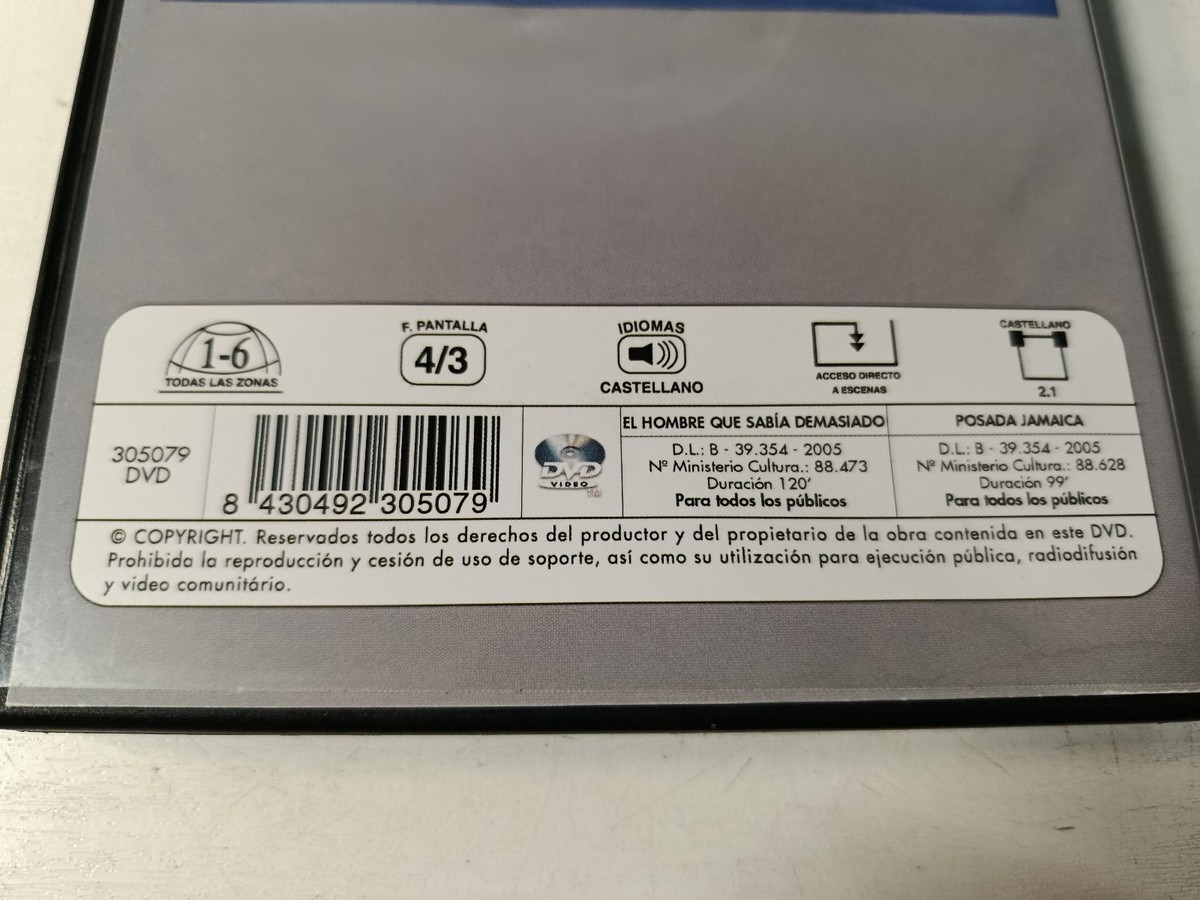 1-6
TODAS LAS ZONAS
F. PANTALLA
4/3
IDIOMAS
CASTELLANO
ACCESO DIRECTO
A ESCENAS
CASTELLANO
2.1
305079
DVD
8 430492 305079
DVD
VIDEO
TM
EL HOMBRE QUE SABÍA DEMASIADO
D.L.: B - 39.354 - 2005
Nº Ministerio Cultura.: 88.473
Duración 120'
Para todos los públicos
POSADA JAMAICA
D.L.: B - 39.354 - 2005
Nº Ministerio Cultura.: 88.628
Duración 99'
Para todos los públicos
© COPYRIGHT. Reservados todos los derechos del productor y del propietario de la obra contenida en este DVD.
Prohibida la reproducción y cesión de uso de soporte, así como su utilización para ejecución pública, radiodifusión
y video comunitário.